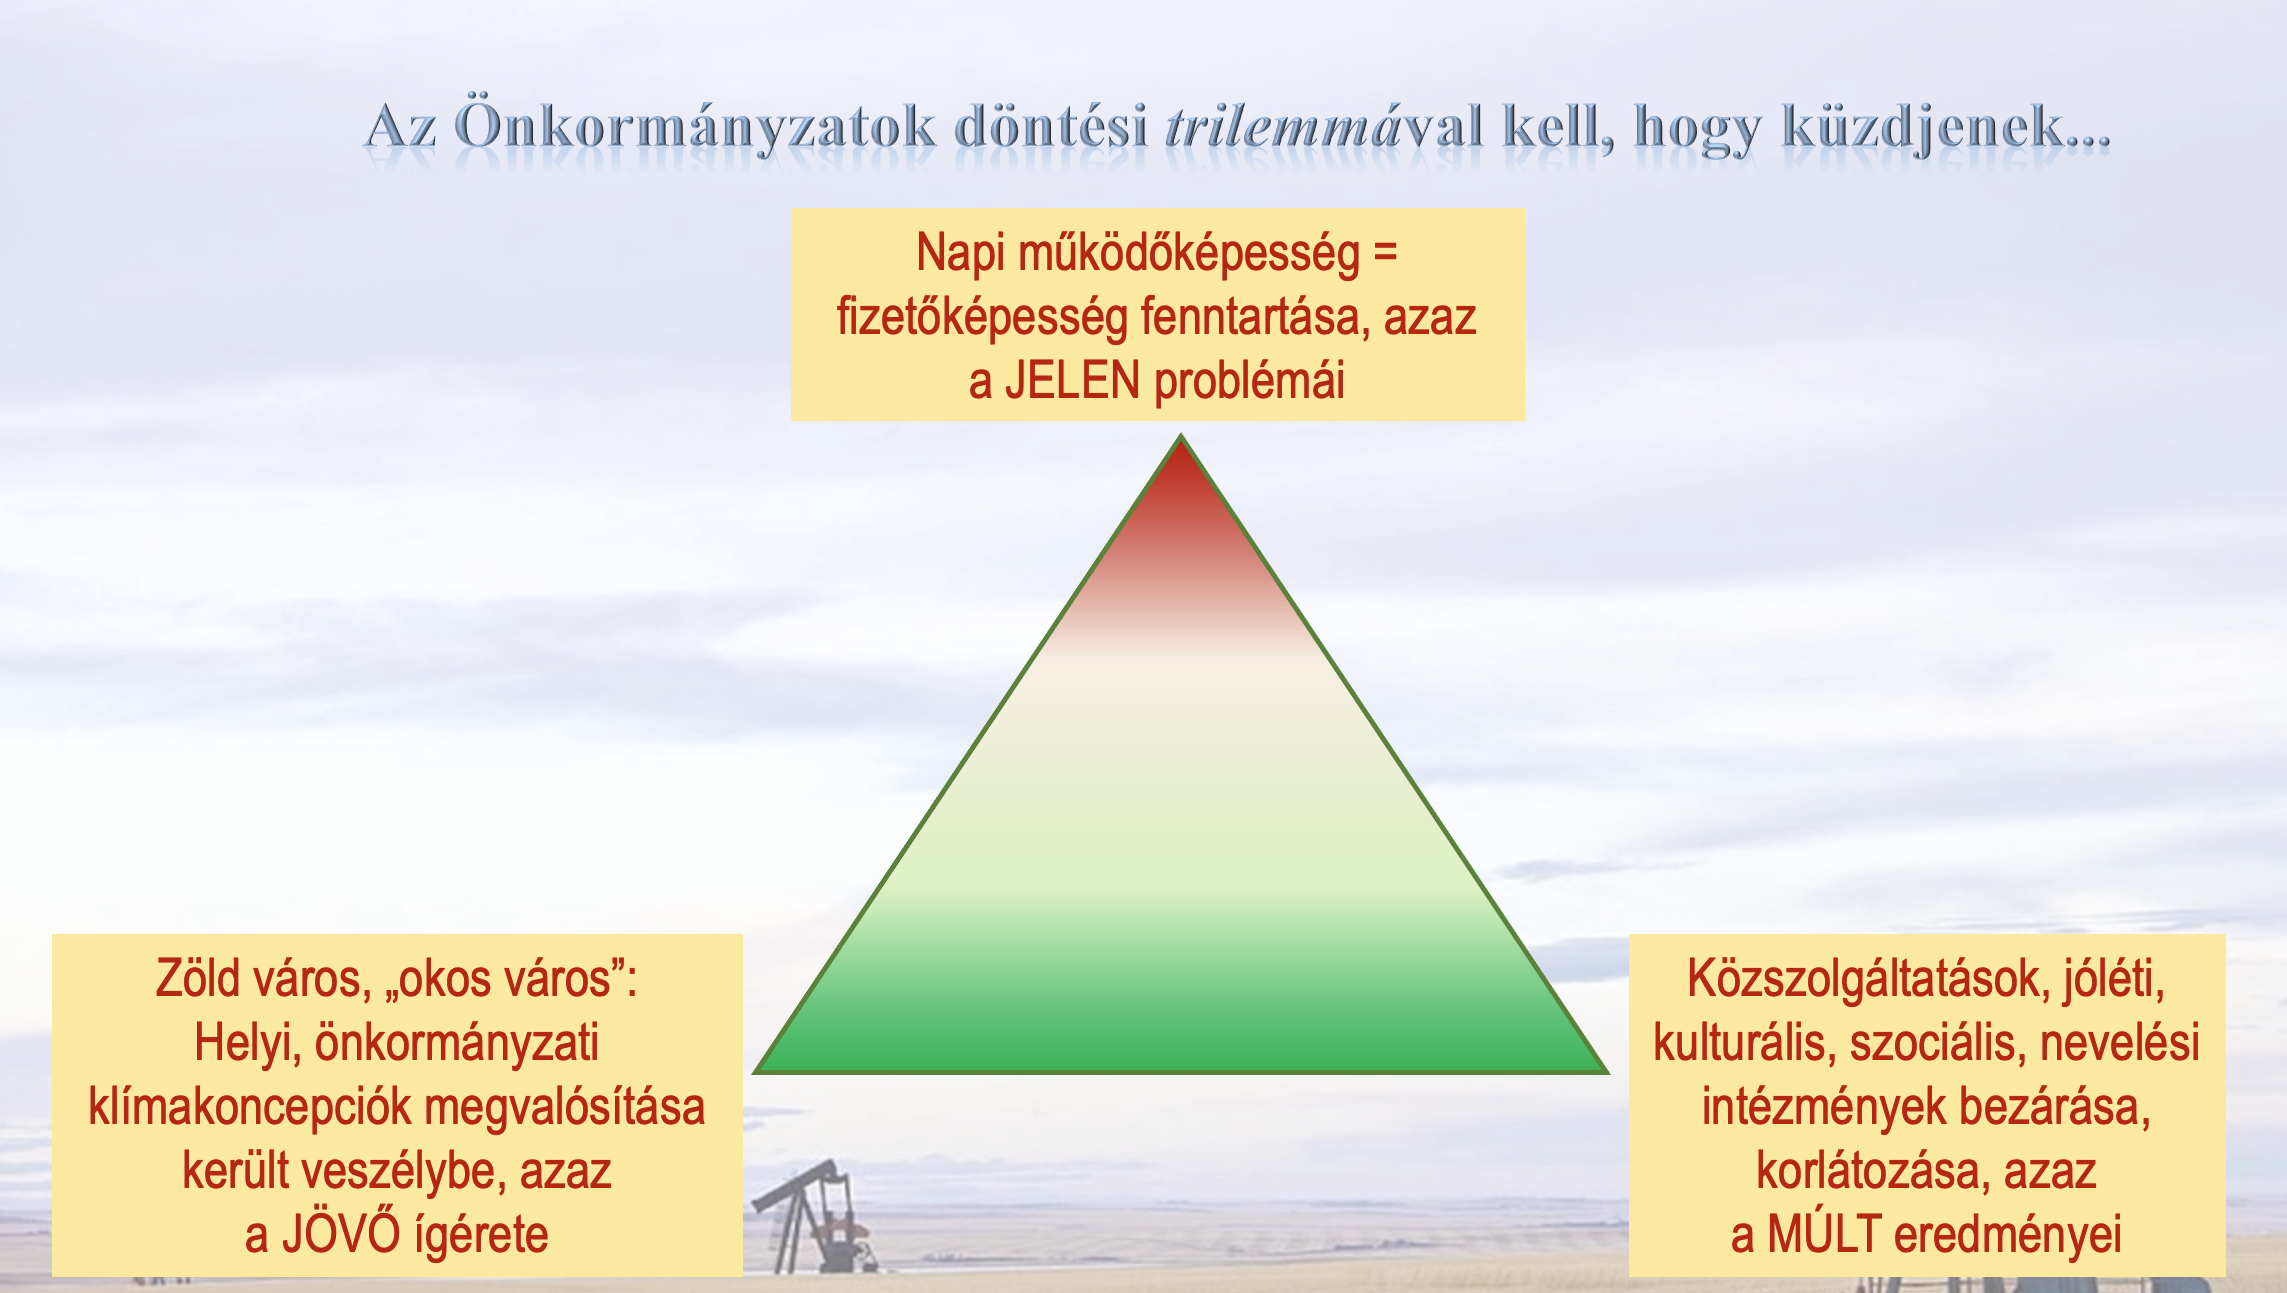 Az Önkormányzatok döntési trilemmával kell, hogy küzdjenek...
Napi működőképesség =
fizetőképesség fenntartása, azaz
a JELEN problémái
Zöld város, „okos város”:
Helyi, önkormányzati
klímakoncepciók megvalósítása
került veszélybe, azaz
a JÖVŐ ígérete
Közszolgáltatások, jóléti,
kulturális, szociális, nevelési
intézmények bezárása,
korlátozása, azaz
a MÚLT eredményei